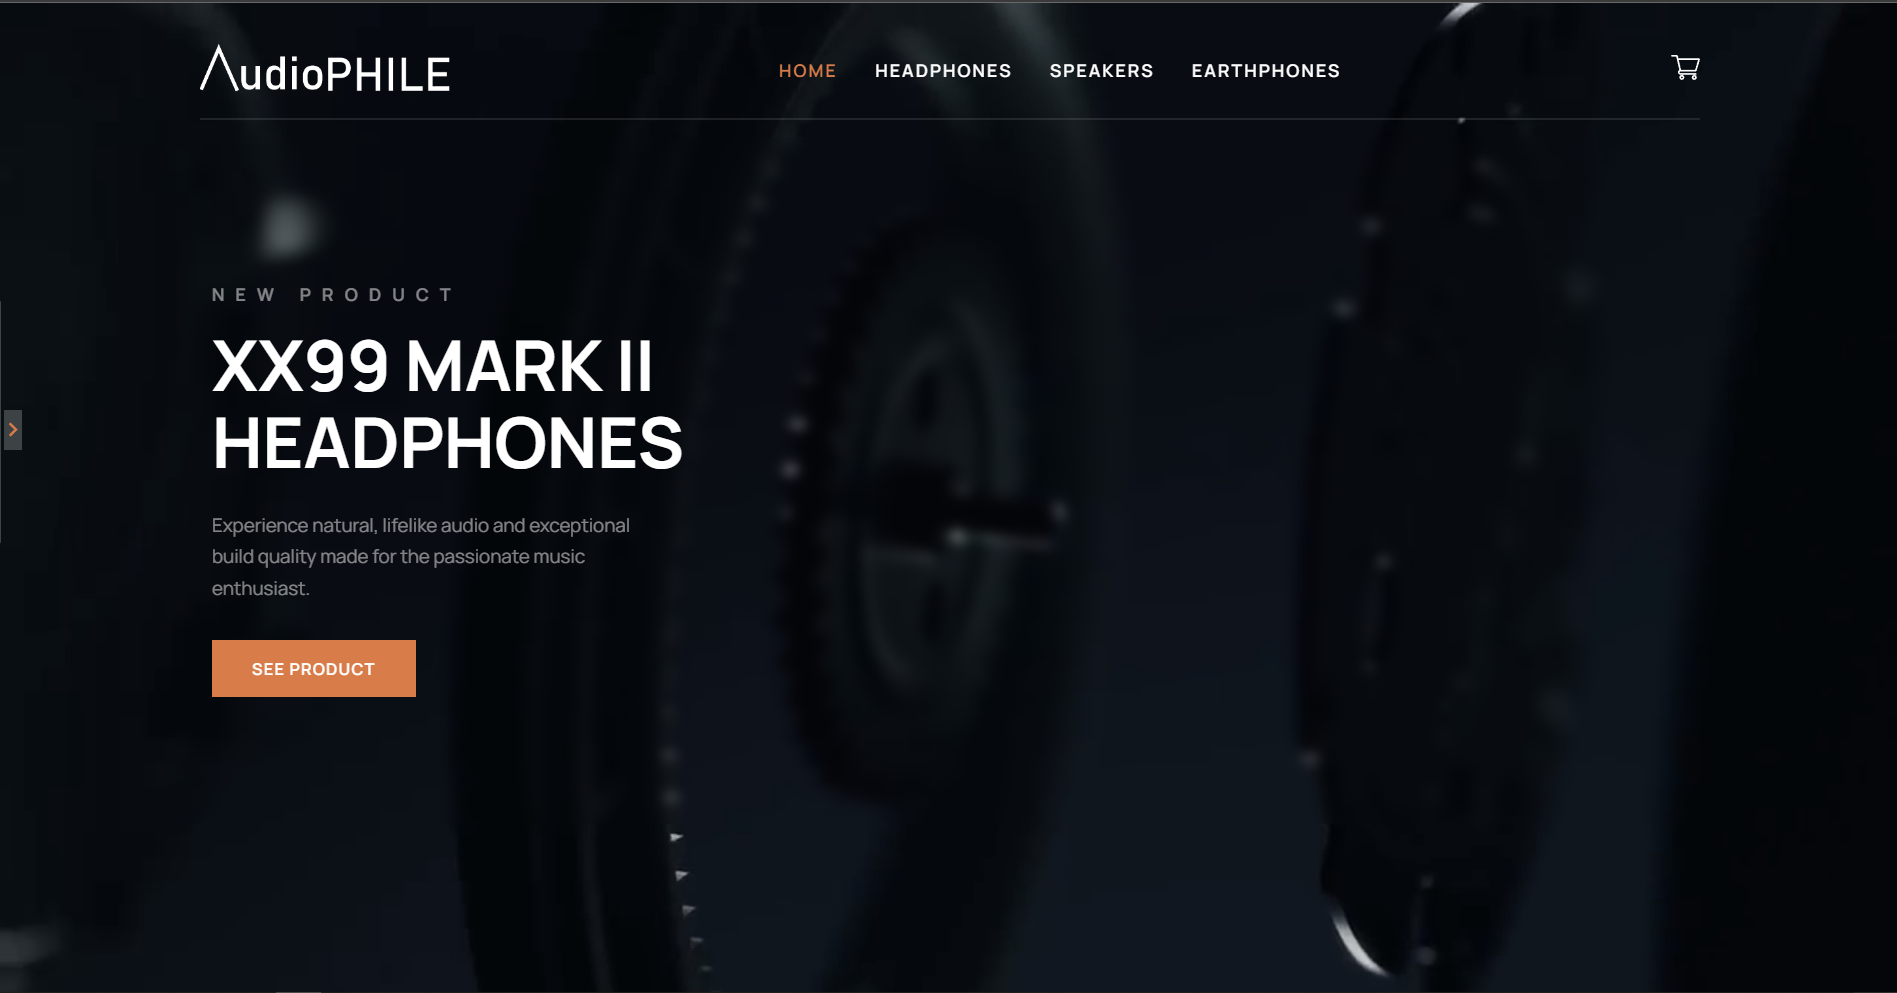 AudioPHILE
HOME HEADPHONES SPEAKERS EARTHPHONES
NEW PRODUCT
XX99 MARK II
HEADPHONES
Experience natural, lifelike audio and exceptional
build quality made for the passionate music
enthusiast.
SEE PRODUCT